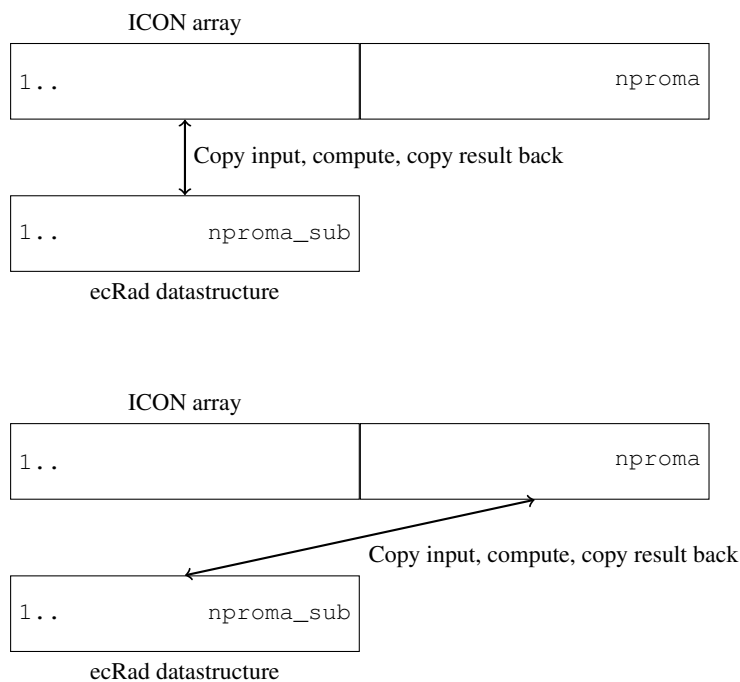 ICON array
1.. nproma
Copy input, compute, copy result back
1.. nproma_sub
ecRad datastructure
ICON array
1.. nproma
Copy input, compute, copy result back
1.. nproma_sub
ecRad datastructure